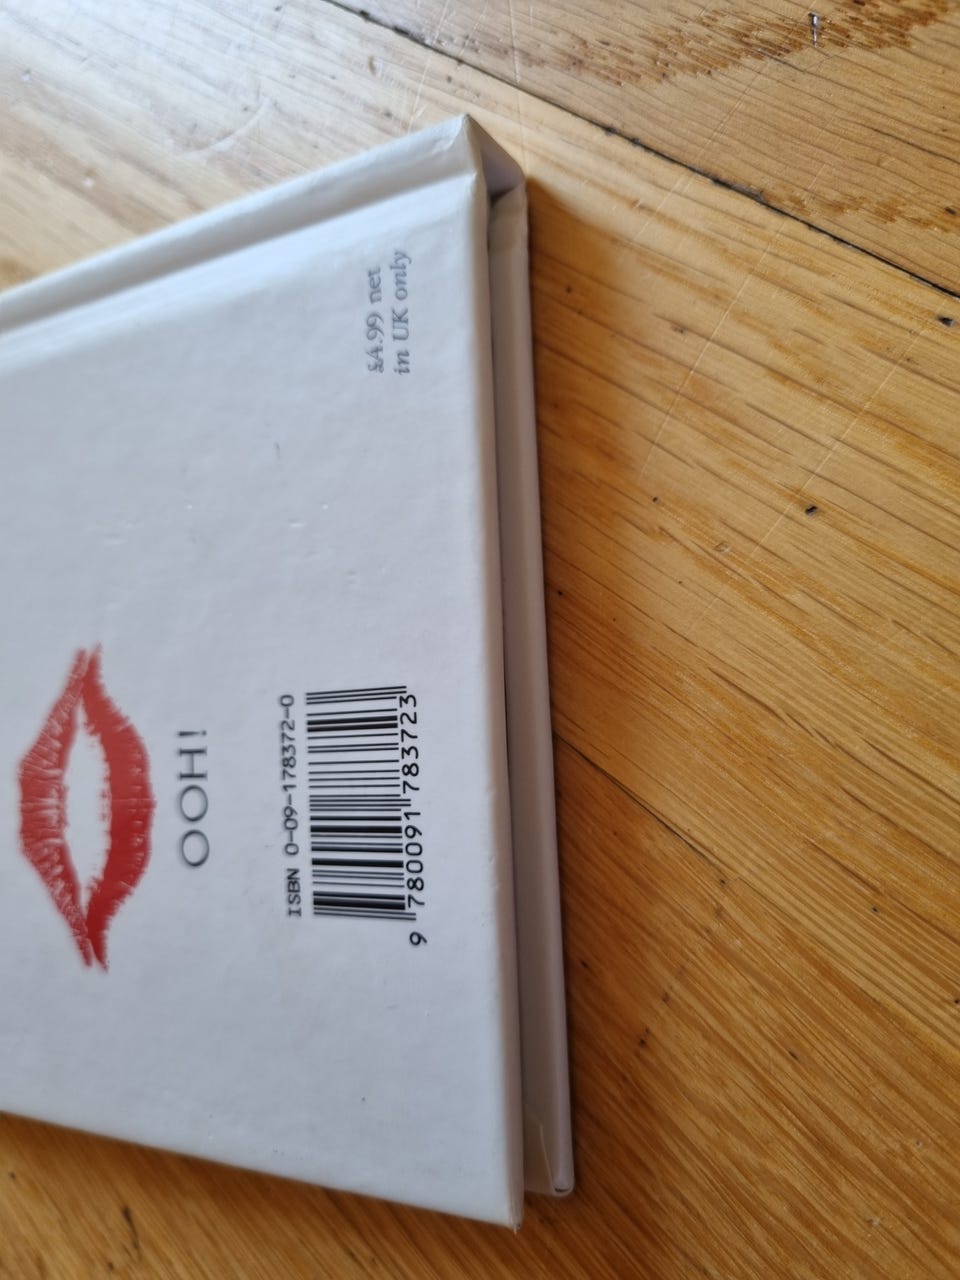 OOH!
ISBN 0-09-178372-0
9 780091 783723
£4.99 net
in UK only